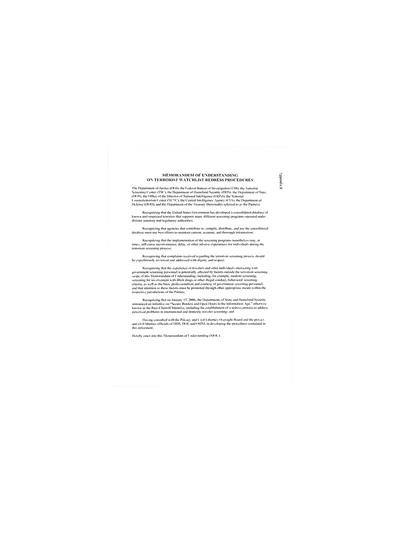 Appendix B
MEMORANDUM OF UNDERSTANDING
ON TERRORIST WATCHLIST REDRESS PROCEDURES
The Department of Justice (DOJ), the Federal Bureau of Investigation (FBI), the Terrorist
Screening Center (TSC), the Department of Homeland Security (DHS), the Department of State
(DOS), the Office of the Director of National Intelligence (ODNI), the National
Counterterrorism Center (NCTC), the Central Intelligence Agency (CIA), the Department of
Defense (DOD), and the Department of the Treasury (hereinafter referred to as the Parties);
Recognizing that the United States Government has developed a consolidated database of
known and suspected terrorists that supports many different screening programs operated under
distinct statutory and regulatory authorities;
Recognizing that agencies that contribute to, compile, distribute, and use the consolidated
database must use best efforts to maintain current, accurate, and thorough information;
Recognizing that the implementation of the screening programs nonetheless may, at
times, still cause inconvenience, delay, or other adverse experiences for individuals during the
terrorism screening process;
Recognizing that complaints received regarding the terrorism screening process should
be expeditiously reviewed and addressed with dignity and respect;
Recognizing that the experience of travelers and other individuals interacting with
government screening personnel is potentially affected by factors outside the terrorism screening
scope of this Memorandum of Understanding, including, for example, random screening,
screening for involvement with illicit drugs or other illegal conduct, behavioral screening
criteria, as well as the basic professionalism and courtesy of government screening personnel,
and that attention to these factors must be promoted through other appropriate means within the
respective jurisdictions of the Parties;
Recognizing that on January 17, 2006, the Departments of State and Homeland Security
announced an initiative on "Secure Borders and Open Doors in the Information Age," otherwise
known as the Rice-Chertoff Initiative, including the establishment of a redress process to address
perceived problems in international and domestic traveler screening; and
Having consulted with the Privacy and Civil Liberties Oversight Board and the privacy
and civil liberties officials of DHS, DOJ, and ODNI in developing the procedures contained in
this agreement;
Hereby enter into this Memorandum of Understanding (MOU).